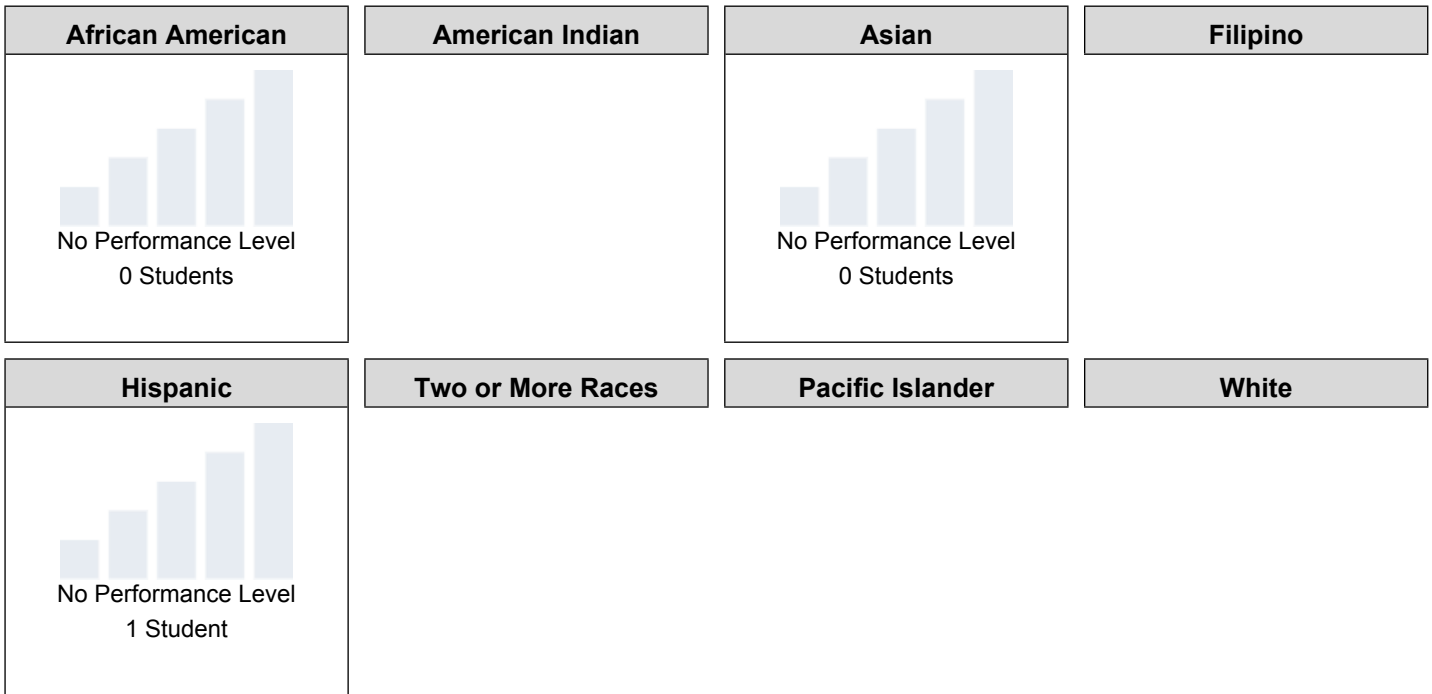 African American
American Indian
Asian
Filipino
No Performance Level
0 Students
No Performance Level
0 Students
Hispanic
Two or More Races
Pacific Islander
White
No Performance Level
1 Student